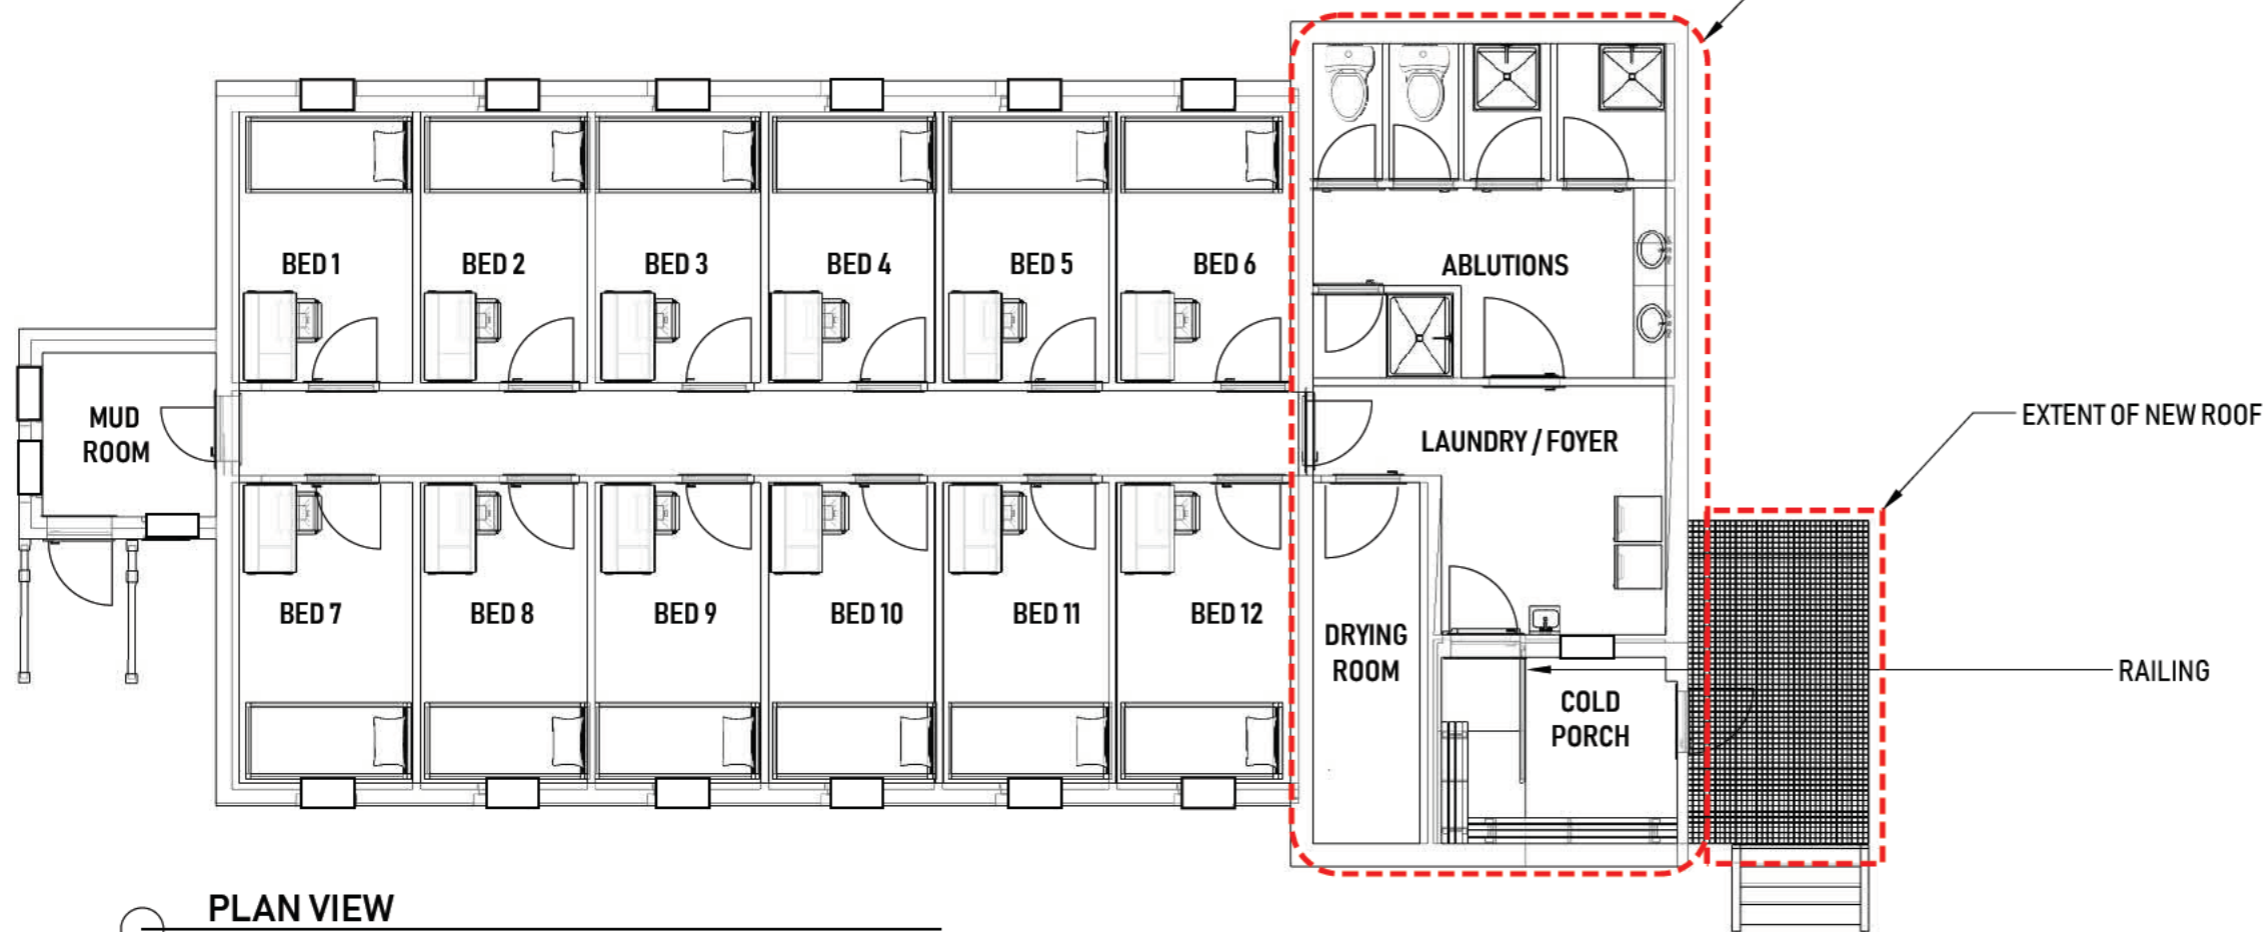 BED 1
BED 2
BED 3
BED 4
BED 5
BED 6
ABLUTIONS
MUD
ROOM
LAUNDRY / FOYER
EXTENT OF NEW ROOF
BED 7
BED 8
BED 9
BED 10
BED 11
BED 12
DRYING
ROOM
RAILING
COLD
PORCH
PLAN VIEW